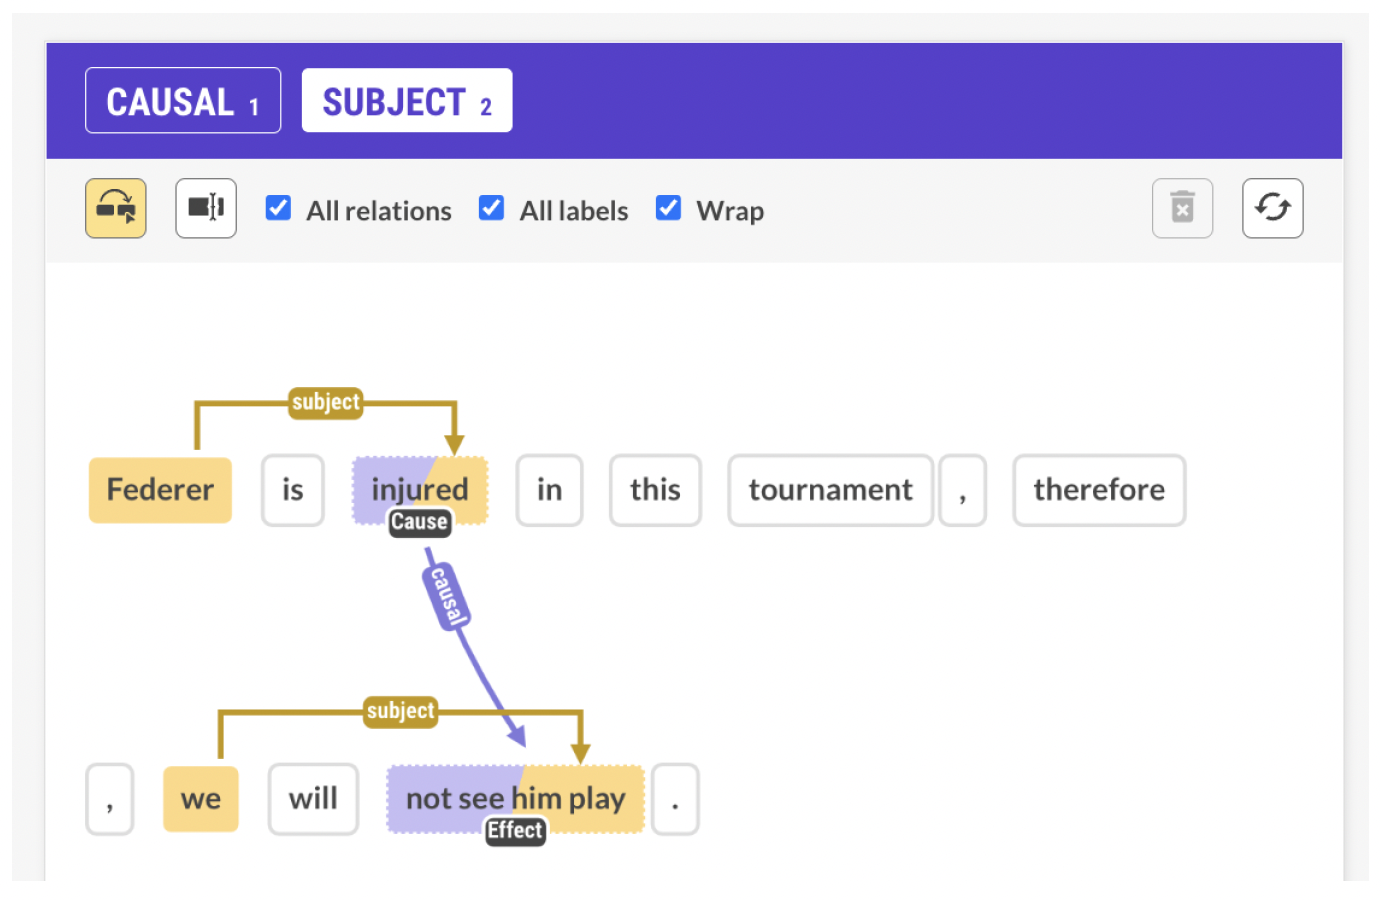 CAUSAL 1 SUBJECT 2
All relations All labels Wrap
subject
Federer is injured in this tournament , therefore
Cause
causal
subject
, we will not see him play .
Effect